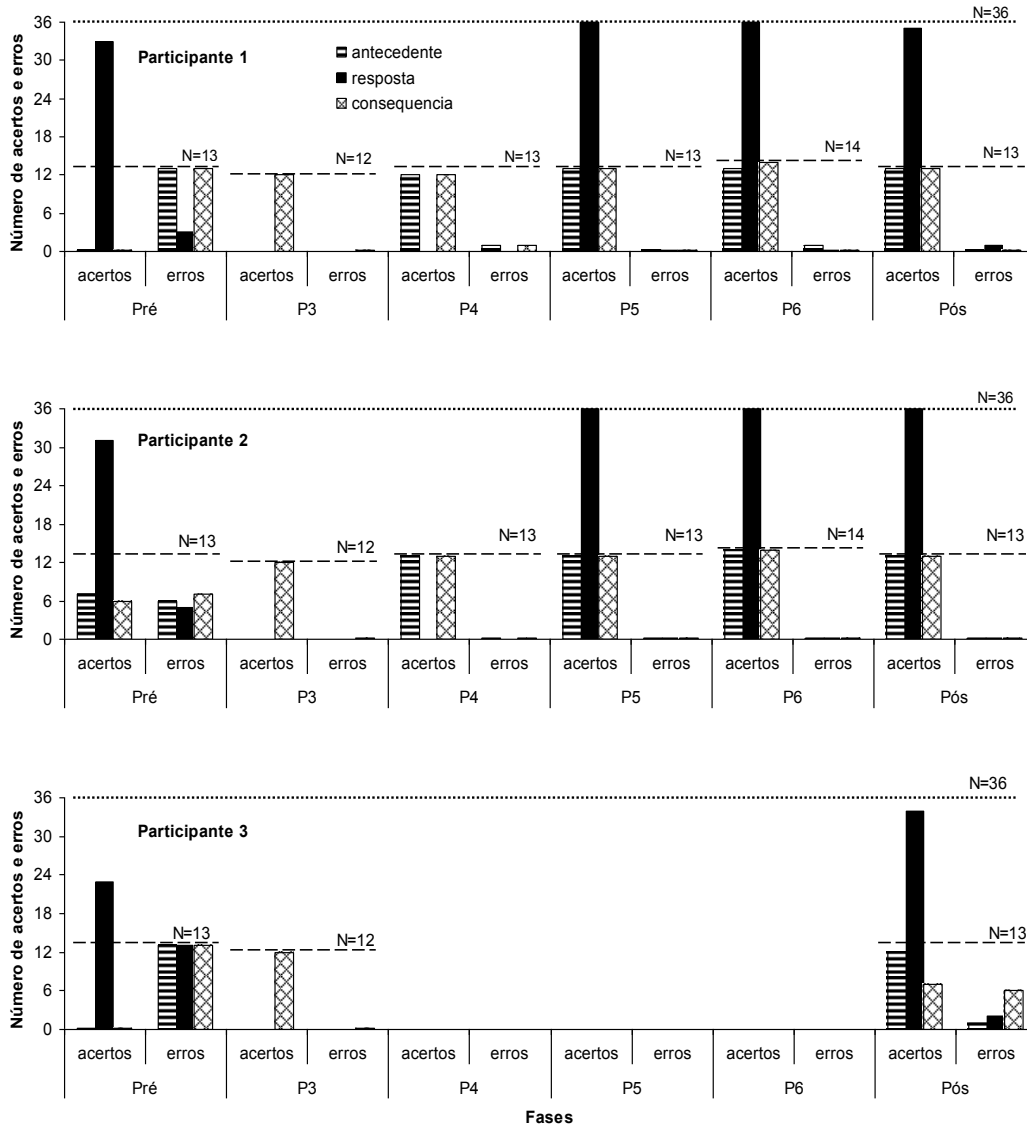 Número de acertos e erros
36
30
24
18
12
6
0
N=36
Participante 1
antecedente
resposta
consequencia
N=13
N=12
N=13
N=13
N=14
N=13
acertos erros acertos erros acertos erros acertos erros acertos erros acertos erros
Pré P3 P4 P5 P6 Pós
Número de acertos e erros
36
30
24
18
12
6
0
N=36
Participante 2
N=13
N=12
N=13
N=13
N=14
N=13
acertos erros acertos erros acertos erros acertos erros acertos erros acertos erros
Pré P3 P4 P5 P6 Pós
Número de acertos e erros
36
30
24
18
12
6
0
N=36
Participante 3
N=13
N=12
N=13
acertos erros acertos erros acertos erros acertos erros acertos erros acertos erros
Pré P3 P4 P5 P6 Pós
Fases